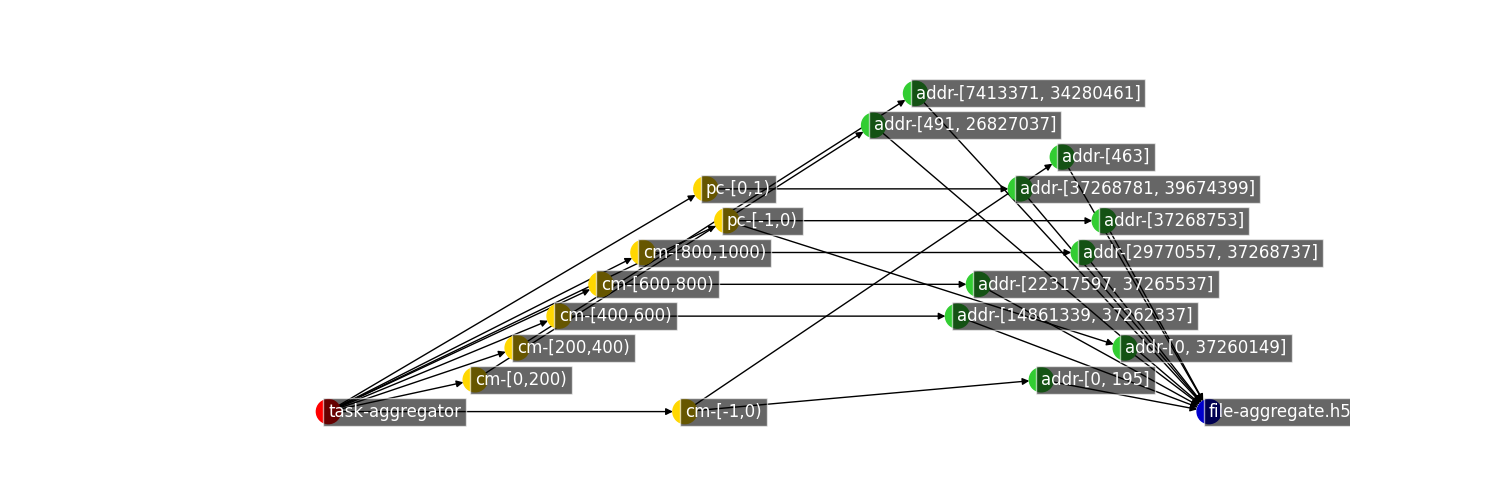 addr-[7413371, 34280461]
addr-[491, 26827037]
addr-[463]
pc-[0,1)
addr-[37268781, 39674399]
pc-[-1,0)
addr-[37268753]
cm-[800,1000)
addr-[29770557, 37268737]
cm-[600,800)
addr-[22317597, 37265537]
cm-[400,600)
addr-[14861339, 37262337]
cm-[200,400)
addr-[0, 37260149]
cm-[0,200)
addr-[0, 195]
task-aggregator
cm-[-1,0)
file-aggregate.h5